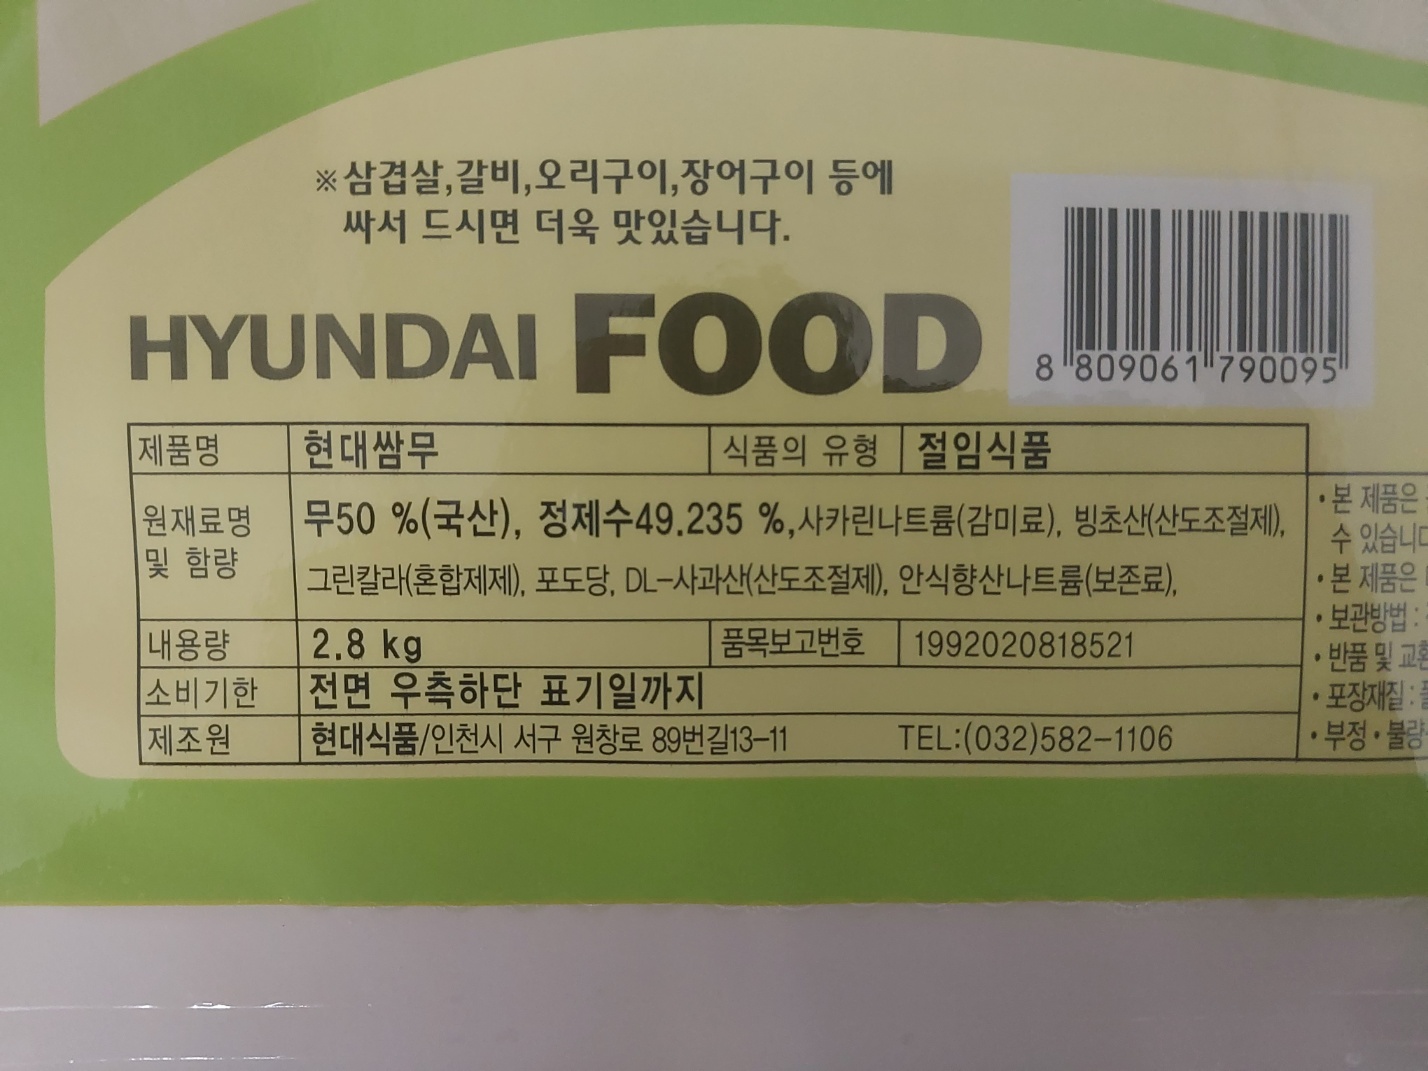 ※삼겹살,갈비,오리구이,장어구이 등에
싸서 드시면 더욱 맛있습니다.
HYUNDAI FOOD
8 809061 790095
제품명 현대쌈무 식품의 유형 절임식품
원재료명 및 함량
무50 %(국산), 정제수49.235 %,사카린나트륨(감미료), 빙초산(산도조절제),
그린칼라(혼합제제), 포도당, DL-사과산(산도조절제), 안식향산나트륨(보존료),
내용량 2.8 kg 품목보고번호 1992020818521
소비기한 전면 우측하단 표기일까지
제조원 현대식품/인천시 서구 원창로 89번길13-11 TEL:(032)582-1106
• 본 제품은
수 있습니다
• 본 제품은
• 보관방법 :
• 반품 및 교환
• 포장재질 :
• 부정 • 불량